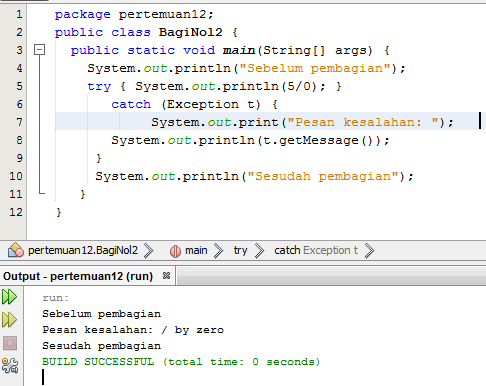 1 package pertemuan12;
2 public class BagiNol2 {
3 public static void main(String[] args) {
4 System.out.println("Sebelum pembagian");
5 try { System.out.println(5/0); }
6 catch (Exception t) {
7 System.out.print("Pesan kesalahan: ");
8 System.out.println(t.getMessage());
9 }
10 System.out.println("Sesudah pembagian");
11 }
12 }
pertemuan12.BagiNol2 main try catch Exception t
Output - pertemuan12 (run)
run:
Sebelum pembagian
Pesan kesalahan: / by zero
Sesudah pembagian
BUILD SUCCESSFUL (total time: 0 seconds)